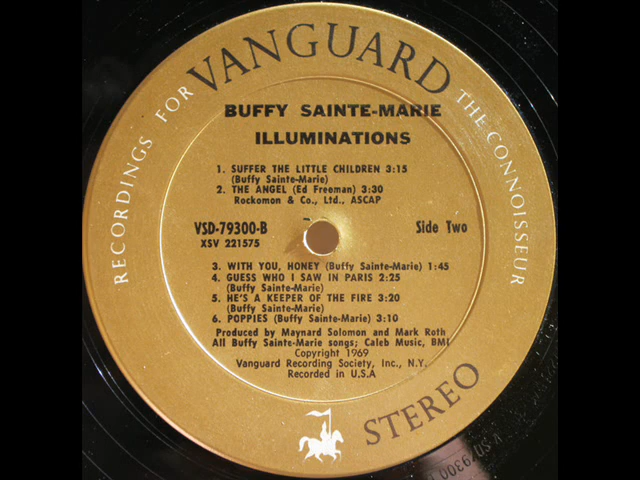 RECORDINGS FOR VANGUARD THE CONNOISSEUR
BUFFY SAINTE-MARIE
ILLUMINATIONS
1. SUFFER THE LITTLE CHILDREN 3:15
(Buffy Sainte-Marie)
2. THE ANGEL (Ed Freeman) 3:30
Rockomon & Co., Ltd., ASCAP
VSD-79300-B Side Two
XSV 221575
3. WITH YOU, HONEY (Buffy Sainte-Marie) 1:45
4. GUESS WHO I SAW IN PARIS 2:25
(Buffy Sainte-Marie)
5. HE'S A KEEPER OF THE FIRE 3:20
(Buffy Sainte-Marie)
6. POPPIES (Buffy Sainte-Marie) 3:10
Produced by Maynard Solomon and Mark Roth
All Buffy Sainte-Marie songs; Caleb Music, BMI
Copyright 1969
Vanguard Recording Society, Inc., N.Y.
Recorded in U.S.A
STEREO